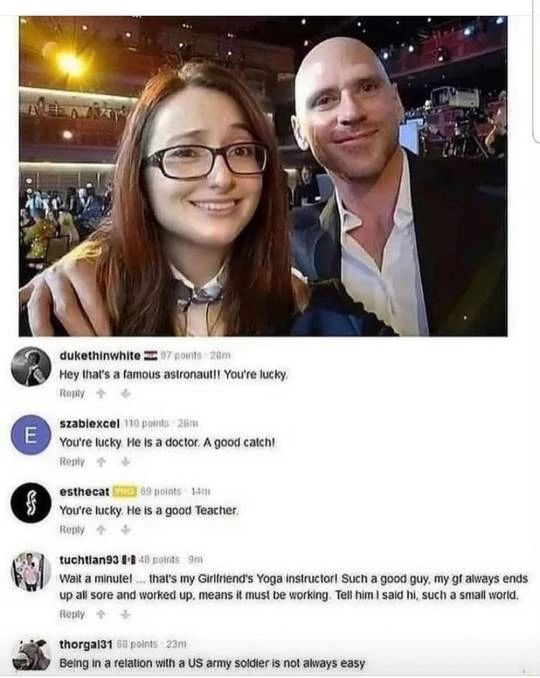 dukethinwhite 97 points · 28m
Hey that's a famous astronaut!! You're lucky.
Reply
E
szabiexcel 110 points · 26m
You're lucky. He is a doctor. A good catch!
Reply
esthecat PRO 69 points · 14m
You're lucky. He is a good Teacher.
Reply
tuchtlan93 48 points · 9m
Wait a minute! ... that's my Girlfriend's Yoga instructor! Such a good guy, my gf always ends
up all sore and worked up, means it must be working. Tell him I said hi, such a small world.
Reply
thorgal31 68 points · 23m
Being in a relation with a US army soldier is not always easy